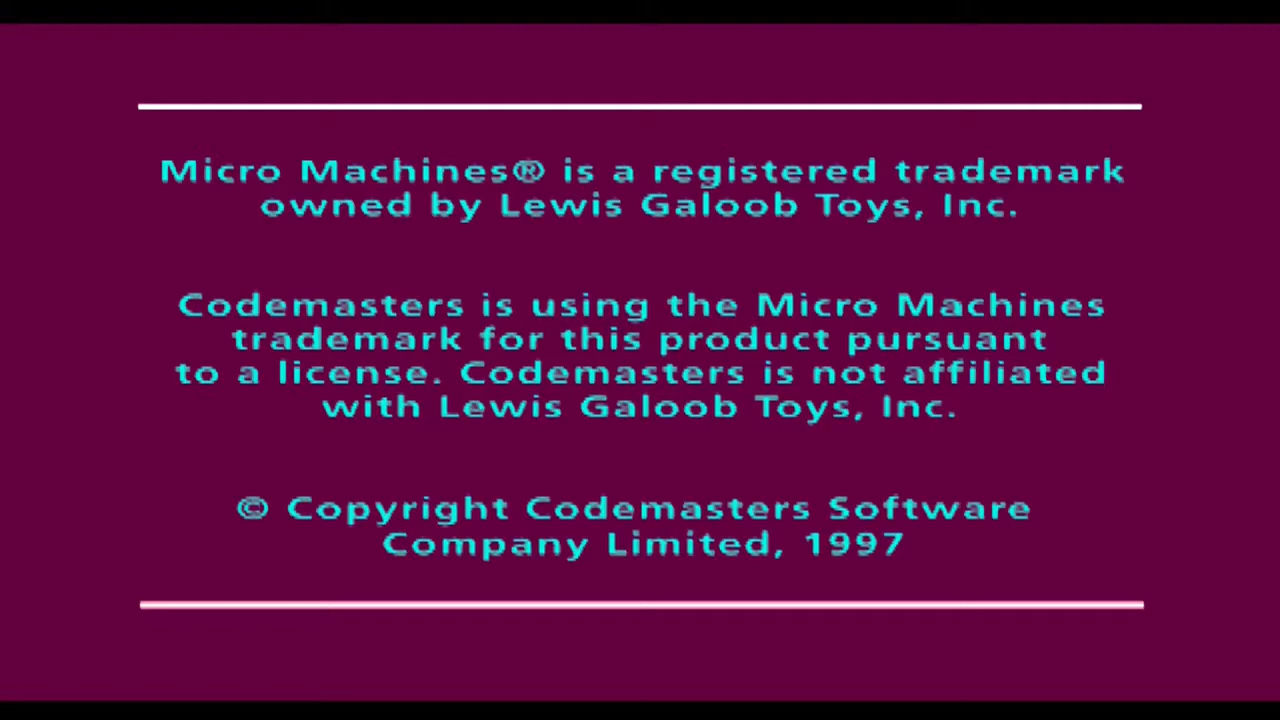 Micro Machines® is a registered trademark
owned by Lewis Galoob Toys, Inc.
Codemasters is using the Micro Machines
trademark for this product pursuant
to a license. Codemasters is not affiliated
with Lewis Galoob Toys, Inc.
© Copyright Codemasters Software
Company Limited, 1997